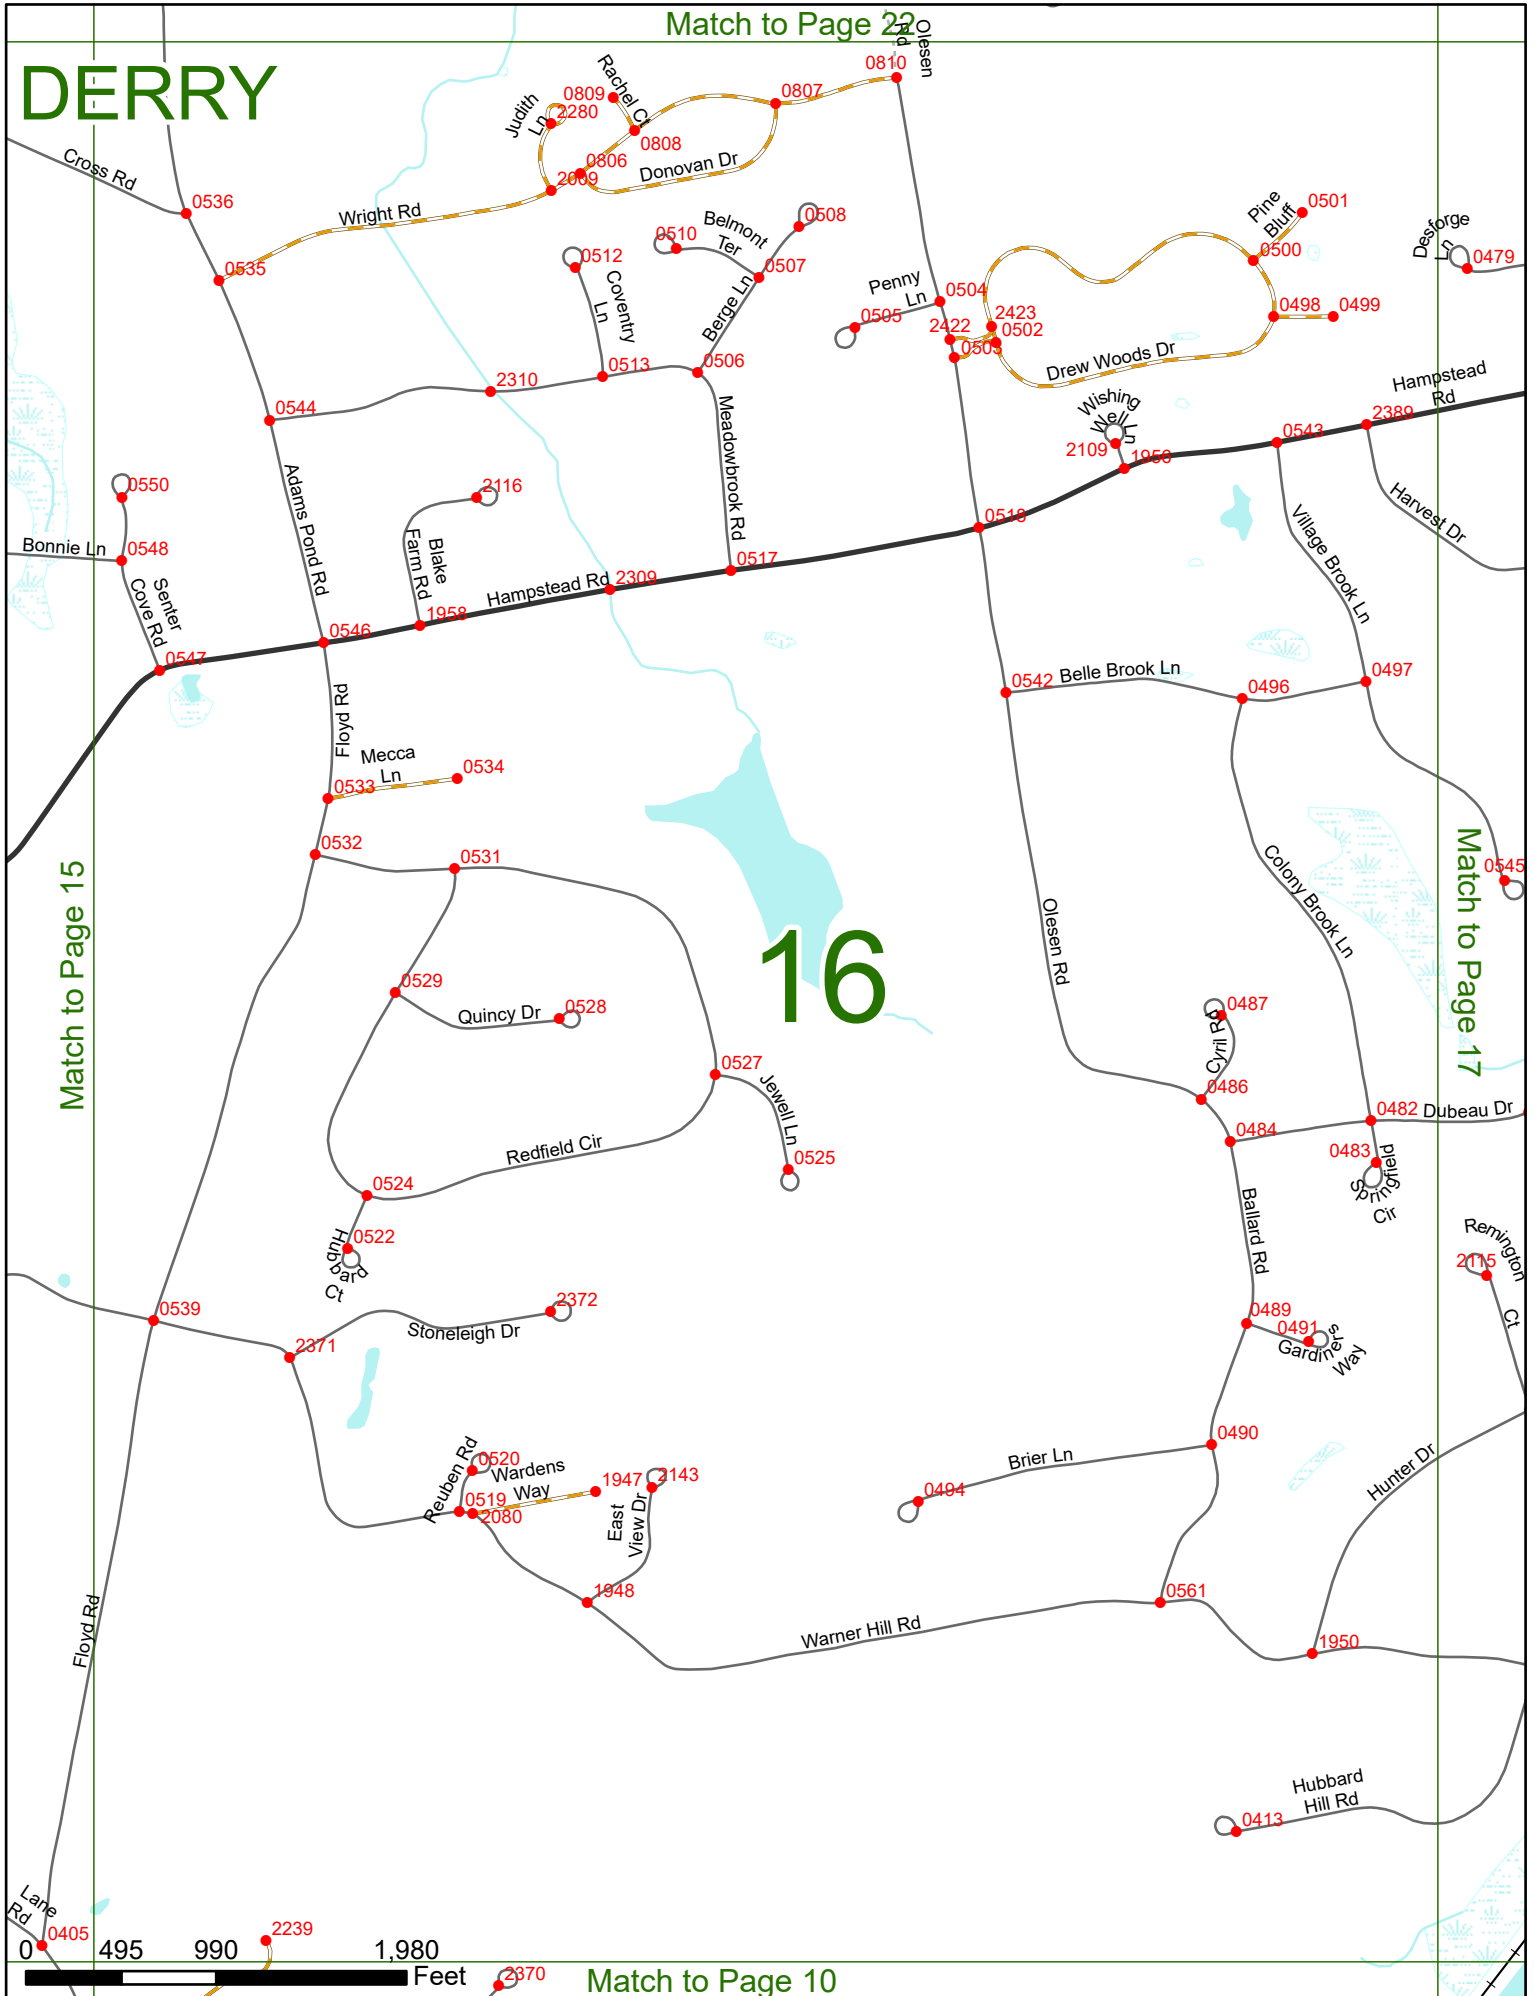 Match to Page 22
DERRY
Olesen
Rd
0810
0807
Rachel Ct
0809
Judith
Ln
2280
0808
0806
Donovan Dr
2009
Cross Rd
0536
Wright Rd
0535
Pine
Bluff
0501
0508
Belmont
Ter
0510
0512
0507
0500
Desforge
Ln
0479
Coventry
Ln
Berge Ln
Penny
Ln
0504
0505
2422
2423
0502
0503
0498
0499
Drew Woods Dr
0513
0506
2310
0544
Hampstead
Rd
2389
Wishing
Well Ln
2109
1956
0543
Meadowbrook Rd
Adams Pond Rd
0550
2116
Blake
Farm Rd
Harvest Dr
Village Brook Ln
0518
0517
Bonnie Ln
0548
Senter
Cove Rd
Hampstead Rd
2309
1958
0546
0547
Belle Brook Ln
0542
0496
0497
Floyd Rd
Mecca
Ln
0534
0533
0532
0531
Match to Page 15
Match to Page 17
0545
Colony Brook Ln
Olesen Rd
16
0529
Quincy Dr
0528
0487
Cyril Rd
0527
Jewell Ln
0486
0482
Dubeau Dr
0484
0483
Springfield
Cir
Redfield Cir
0525
0524
0522
Hubbard
Ct
Ballard Rd
Remington
Ct
2115
0539
2372
Stoneleigh Dr
2371
0489
0491
Gardiners
Way
0490
Brier Ln
0494
Hunter Dr
Reuben Rd
0520
Wardens
Way
1947
2143
0519
2080
East
View Dr
1948
0561
Warner Hill Rd
1950
Floyd Rd
Hubbard
Hill Rd
0413
Lane
Rd
0405
2239
0 495 990 1,980
Feet
2370
Match to Page 10